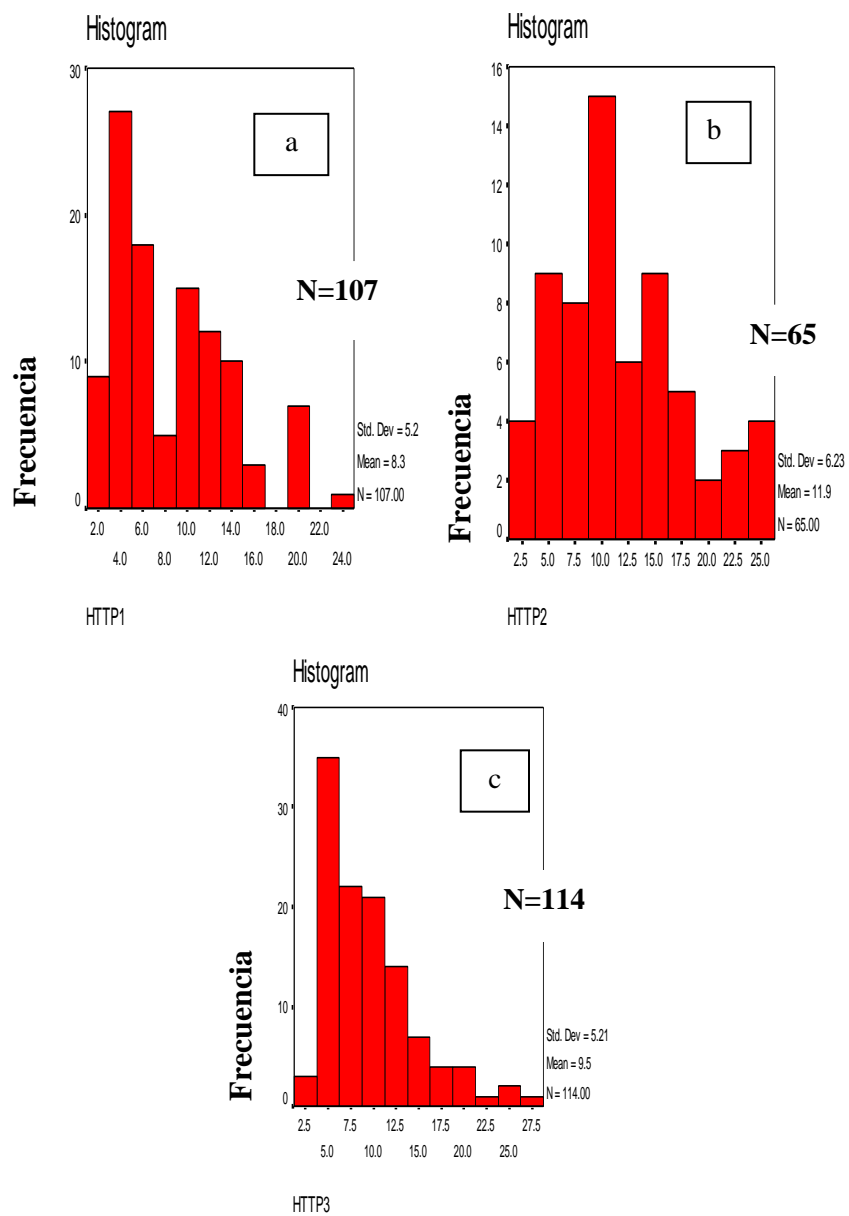 Histogram
30
20
10
0
a
N=107
Frecuencia
Std. Dev = 5.2
Mean = 8.3
N = 107.00
2.0 6.0 10.0 14.0 18.0 22.0
4.0 8.0 12.0 16.0 20.0 24.0
HTTP1
Histogram
16
14
12
10
8
6
4
2
0
b
N=65
Frecuencia
Std. Dev = 6.23
Mean = 11.9
N = 65.00
2.5 5.0 7.5 10.0 12.5 15.0 17.5 20.0 22.5 25.0
HTTP2
Histogram
40
30
20
10
0
c
N=114
Frecuencia
Std. Dev = 5.21
Mean = 9.5
N = 114.00
2.5 7.5 12.5 17.5 22.5 27.5
5.0 10.0 15.0 20.0 25.0
HTTP3